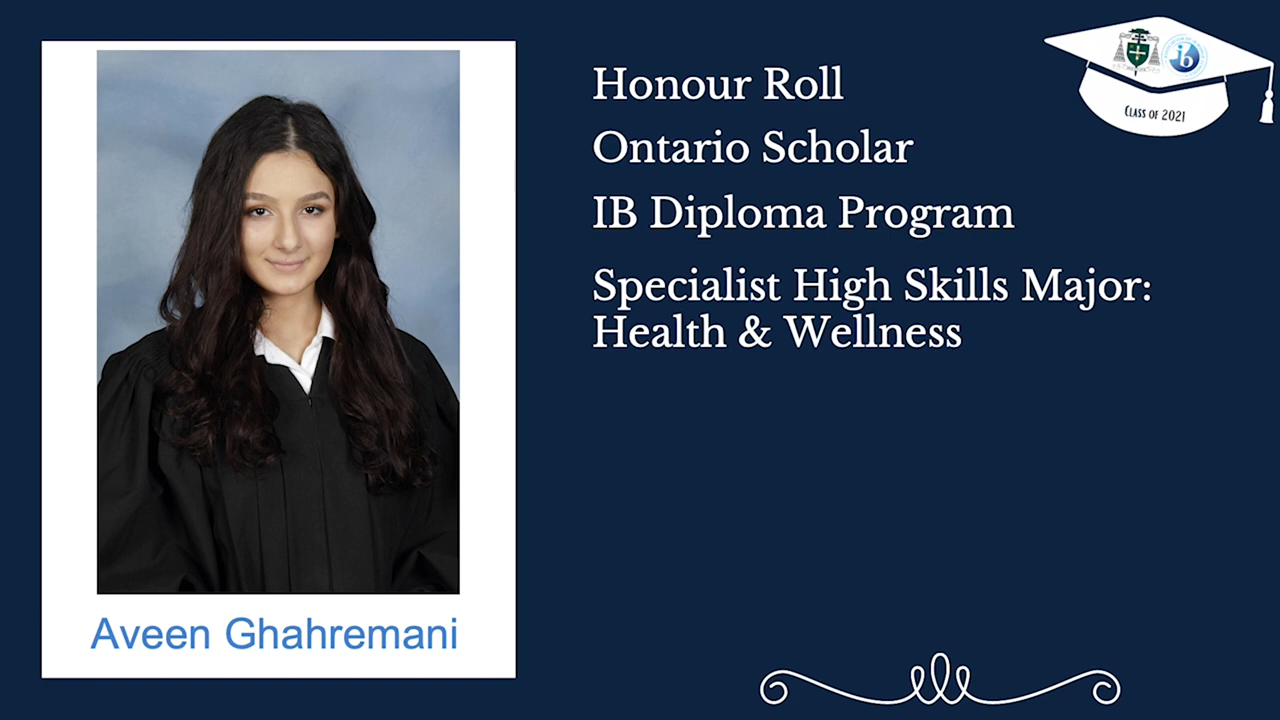 Honour Roll
Ontario Scholar
IB Diploma Program
Specialist High Skills Major:
Health & Wellness
Aveen Ghahremani
CLASS OF 2021
ib